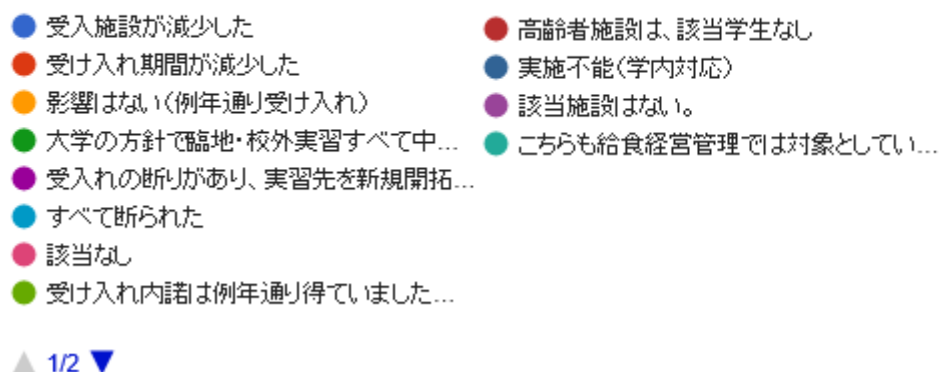 受入施設が減少した
受け入れ期間が減少した
影響はない(例年通り受け入れ)
大学の方針で臨地・校外実習すべて中...
受入れの断りがあり、実習先を新規開拓...
すべて断られた
該当なし
受け入れ内諾は例年通り得ていました...
高齢者施設は、該当学生なし
実施不能(学内対応)
該当施設はない。
こちらも給食経営管理では対象としてい...
1/2